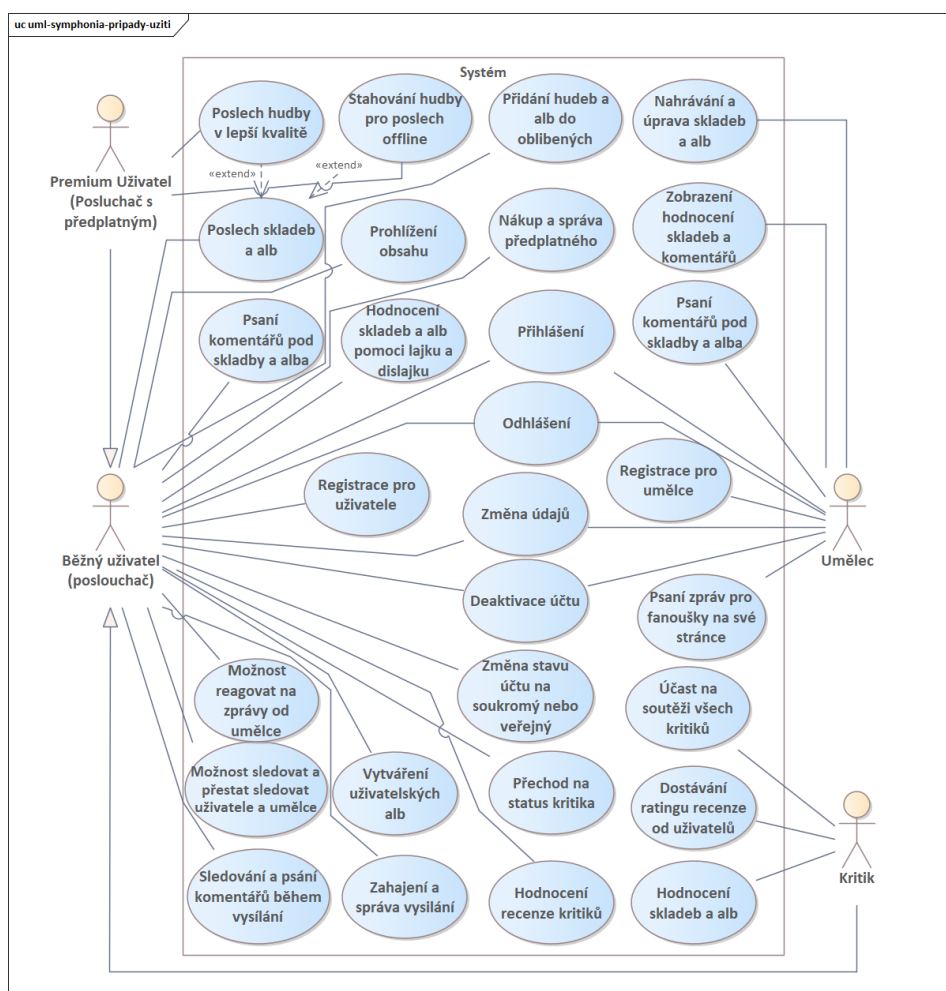 uc uml-symphonia-pripady-uziti
Systém
Poslech hudby
v lepší kvalitě
Stahování hudby
pro poslech
offline
Přidání hudeb a
alb do
oblibených
Nahrávání a
úprava skladeb
a alb
Premium Uživatel
(Posluchač s
předplatným)
«extend»
«extend»
Poslech skladeb
a alb
Prohlížení
obsahu
Nákup a správa
předplatného
Zobrazení
hodnocení
skladeb a
komentářů
Psaní
komentářů pod
skladby a alba
Hodnocení
skladeb a alb
pomoci lajku a
dislajku
Přihlášení
Psaní
komentářů pod
skladby a alba
Odhlášení
Registrace pro
uživatele
Registrace pro
umělce
Změna údajů
Běžný uživatel
(poslouchač)
Umělec
Deaktivace účtu
Psaní zpráv pro
fanoušky na své
stránce
Možnost
reagovat na
zprávy od
umělce
Změna stavu
účtu na
soukromý nebo
veřejný
Účast na
soutěži všech
kritiků
Možnost sledovat a
přestat sledovat
uživatele a umělce
Vytváření
uživatelských
alb
Přechod na
status kritika
Dostávání
ratingu recenze
od uživatelů
Kritik
Sledování a psání
komentářů během
vysílání
Zahajení a
správa vysilání
Hodnocení
recenze kritiků
Hodnocení
skladeb a alb